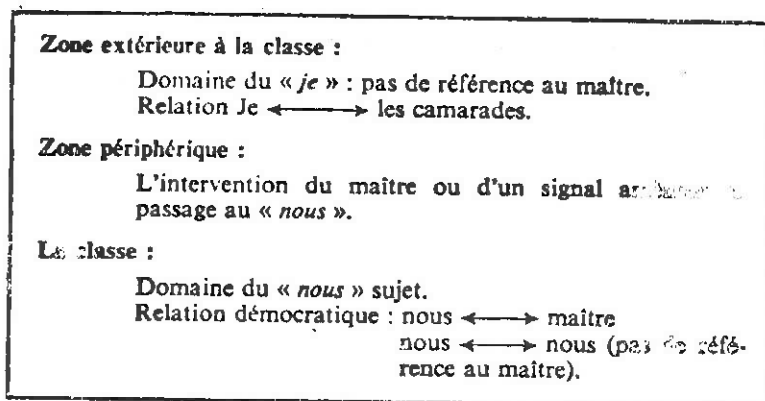 Zone extérieure à la classe :
Domaine du « je » : pas de référence au maître.
Relation Je ←→ les camarades.
Zone périphérique :
L'intervention du maître ou d'un signal
passage au « nous ».
La classe :
Domaine du « nous » sujet.
Relation démocratique : nous ←→ maître
nous ←→ nous (pas de réfé-
rence au maître).